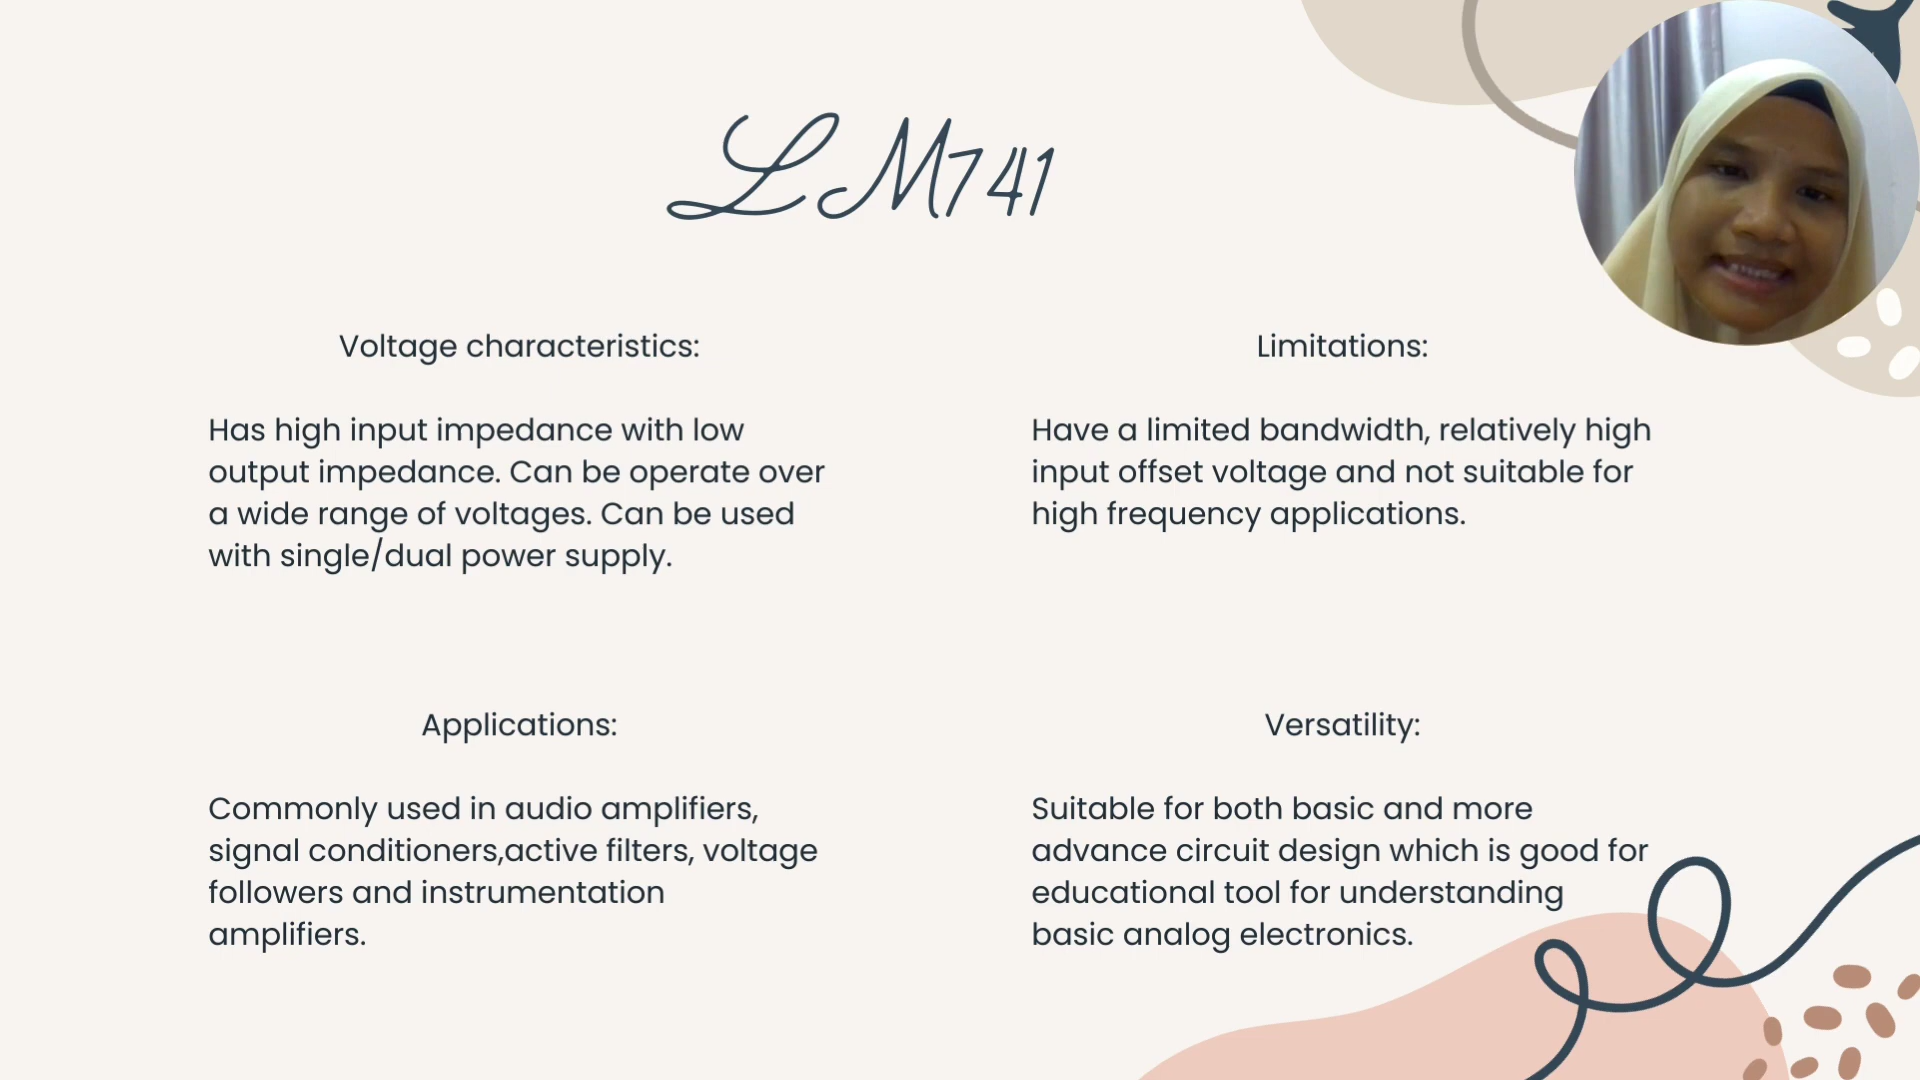 LM741
Voltage characteristics:
Has high input impedance with low
output impedance. Can be operate over
a wide range of voltages. Can be used
with single/dual power supply.
Limitations:
Have a limited bandwidth, relatively high
input offset voltage and not suitable for
high frequency applications.
Applications:
Commonly used in audio amplifiers,
signal conditioners,active filters, voltage
followers and instrumentation
amplifiers.
Versatility:
Suitable for both basic and more
advance circuit design which is good for
educational tool for understanding
basic analog electronics.